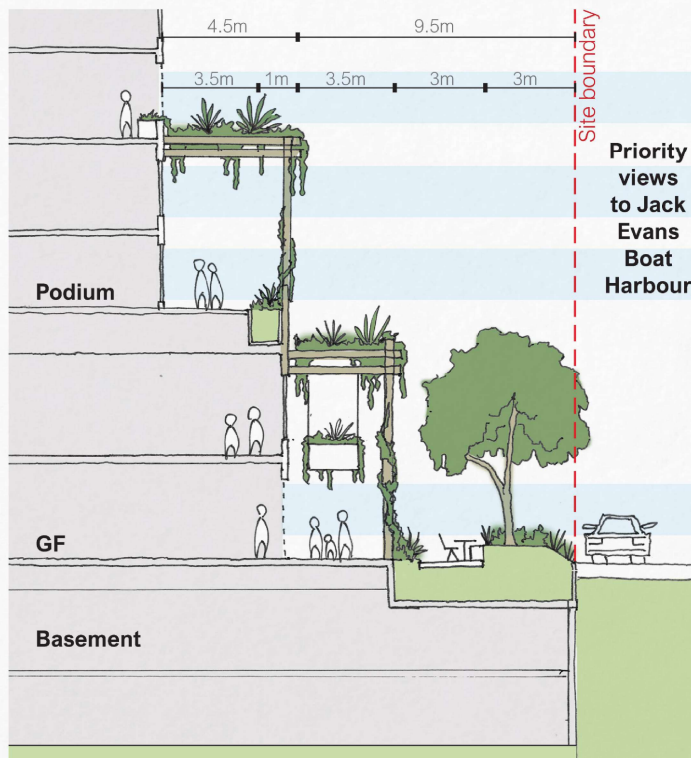 4.5m 9.5m
3.5m 1m 3.5m 3m 3m
Site boundary
Priority
views
to Jack
Evans
Boat
Harbour
Podium
GF
Basement